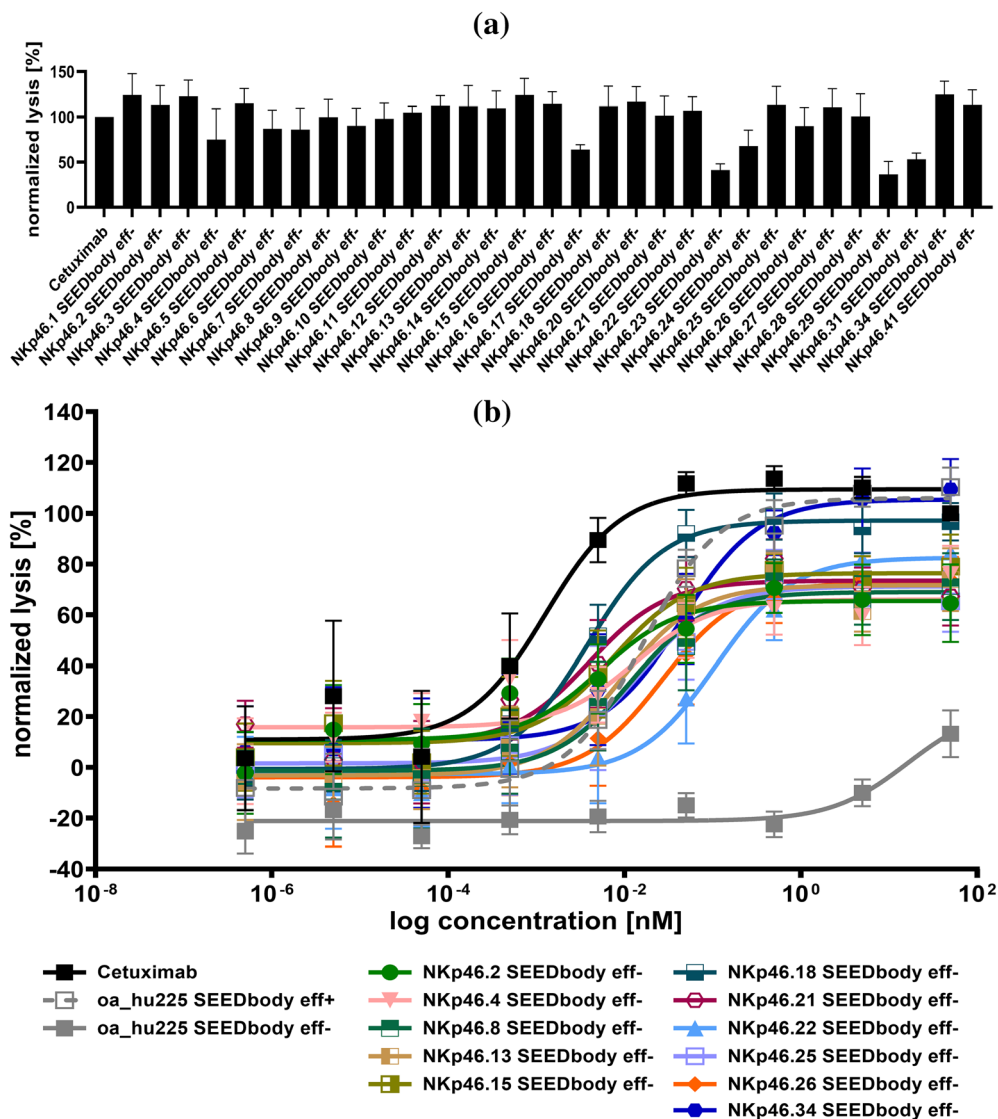 (a)
normalized lysis [%]
150
100
50
0
Cetuximab
NKp46.1 SEEDbody eff-
NKp46.2 SEEDbody eff-
NKp46.3 SEEDbody eff-
NKp46.4 SEEDbody eff-
NKp46.5 SEEDbody eff-
NKp46.6 SEEDbody eff-
NKp46.7 SEEDbody eff-
NKp46.8 SEEDbody eff-
NKp46.9 SEEDbody eff-
NKp46.10 SEEDbody eff-
NKp46.11 SEEDbody eff-
NKp46.12 SEEDbody eff-
NKp46.13 SEEDbody eff-
NKp46.14 SEEDbody eff-
NKp46.15 SEEDbody eff-
NKp46.16 SEEDbody eff-
NKp46.17 SEEDbody eff-
NKp46.18 SEEDbody eff-
NKp46.20 SEEDbody eff-
NKp46.21 SEEDbody eff-
NKp46.22 SEEDbody eff-
NKp46.23 SEEDbody eff-
NKp46.24 SEEDbody eff-
NKp46.25 SEEDbody eff-
NKp46.26 SEEDbody eff-
NKp46.27 SEEDbody eff-
NKp46.28 SEEDbody eff-
NKp46.29 SEEDbody eff-
NKp46.31 SEEDbody eff-
NKp46.34 SEEDbody eff-
NKp46.41 SEEDbody eff-
(b)
normalized lysis [%]
140
120
100
80
60
40
20
0
-20
-40
10⁻⁸ 10⁻⁶ 10⁻⁴ 10⁻² 10⁰ 10²
log concentration [nM]
Cetuximab
oa_hu225 SEEDbody eff+
oa_hu225 SEEDbody eff-
NKp46.2 SEEDbody eff-
NKp46.4 SEEDbody eff-
NKp46.8 SEEDbody eff-
NKp46.13 SEEDbody eff-
NKp46.15 SEEDbody eff-
NKp46.18 SEEDbody eff-
NKp46.21 SEEDbody eff-
NKp46.22 SEEDbody eff-
NKp46.25 SEEDbody eff-
NKp46.26 SEEDbody eff-
NKp46.34 SEEDbody eff-